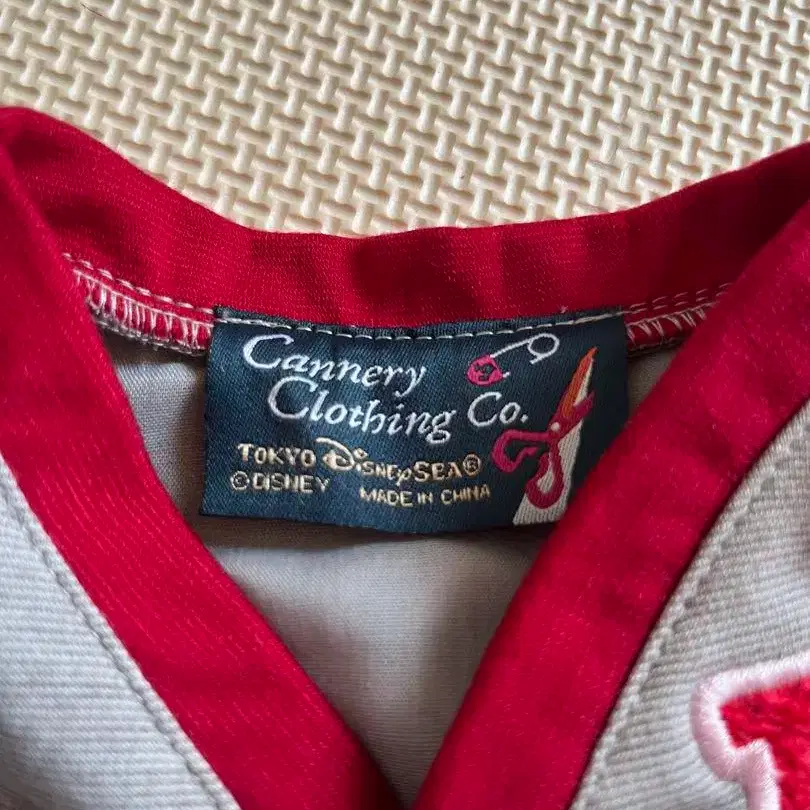 Cannery
Clothing Co.
TOKYO DisneySEA®
©DISNEY MADE IN CHINA